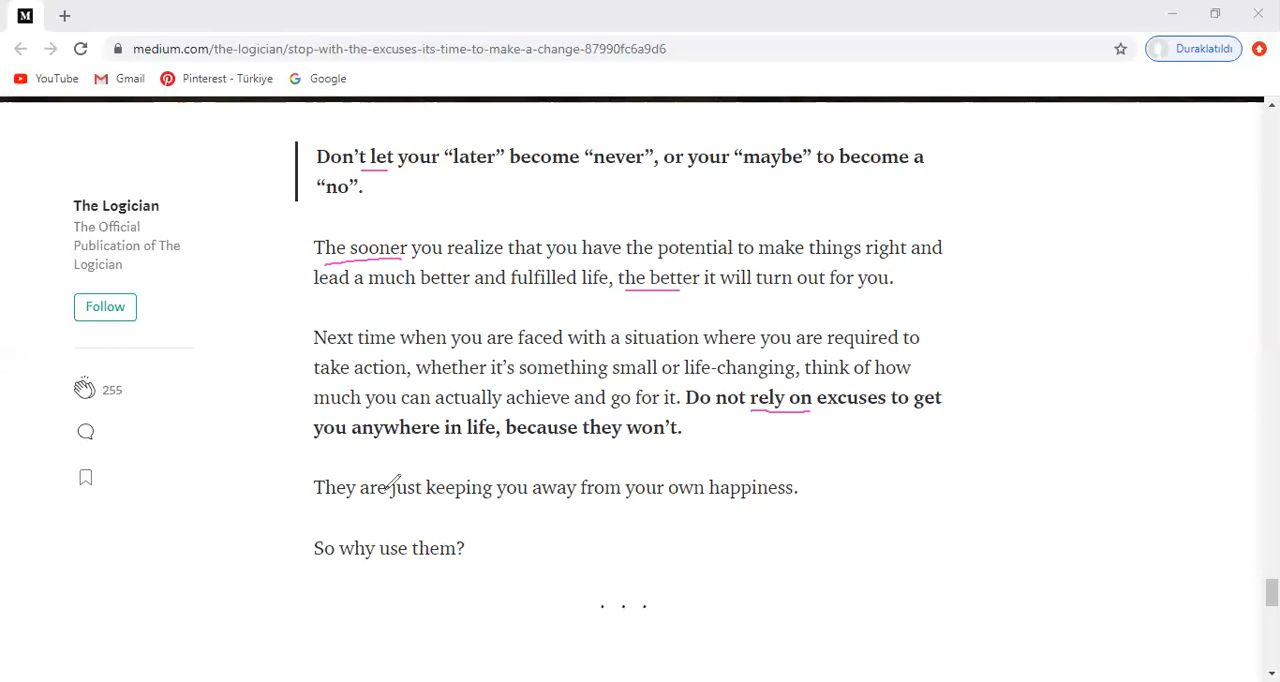 M
medium.com/the-logician/stop-with-the-excuses-its-time-to-make-a-change-87990fc6a9d6
Duraklatıldı
YouTube
Gmail
Pinterest - Türkiye
Google
Don’t let your “later” become “never”, or your “maybe” to become a
“no”.
The Logician
The Official
Publication of The
Logician
Follow
255
The sooner you realize that you have the potential to make things right and
lead a much better and fulfilled life, the better it will turn out for you.
Next time when you are faced with a situation where you are required to
take action, whether it’s something small or life-changing, think of how
much you can actually achieve and go for it. Do not rely on excuses to get
you anywhere in life, because they won’t.
They are just keeping you away from your own happiness.
So why use them?
. . .